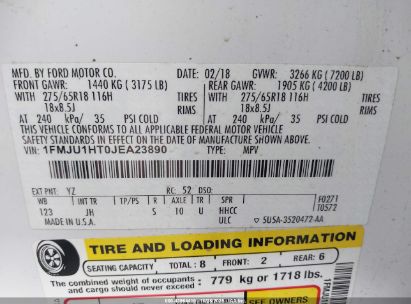 MFD. BY FORD MOTOR CO. DATE: 02/18 GVWR: 3266 KG ( 7200 LB)
FRONT GAWR: 1440 KG ( 3175 LB) REAR GAWR: 1905 KG ( 4200 LB)
WITH 275/65R18 116H TIRES WITH 275/65R18 116H TIRES
18x8.5J RIMS 18x8.5J RIMS
AT 240 kPa/ 35 PSI COLD AT 240 kPa/ 35 PSI COLD
THIS VEHICLE CONFORMS TO ALL APPLICABLE FEDERAL MOTOR VEHICLE
SAFETY STANDARDS IN EFFECT ON THE DATE OF MANUFACTURE SHOWN ABOVE.
VIN: 1FMJU1HT0JEA23890 TYPE: MPV
EXT PNT: YZ RC: 52 DSO:
WB INT TR TP/PS R AXLE TR SPR F0271
123 JH S 10 U HHCC T0572
MADE IN U.S.A. ULC 5U5A-3520472-AA
TIRE AND LOADING INFORMATION
SEATING CAPACITY TOTAL: 8 FRONT: 2 REAR: 6
The combined weight of occupants and cargo should never exceed: 779 kg or 1718 lbs.
SEE OWNERS